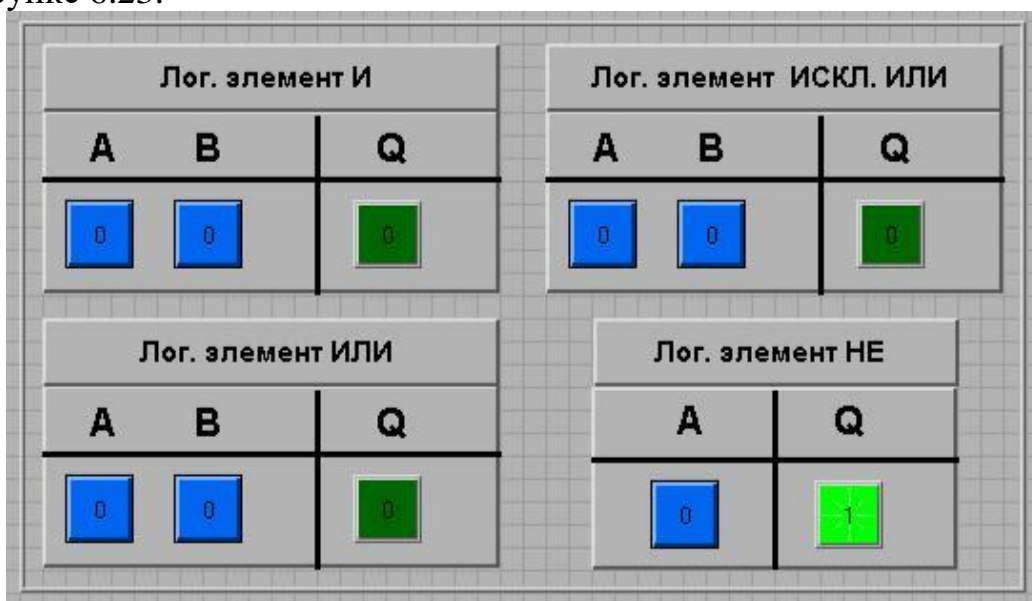 Лог. элемент И
A B Q
0 0 0
Лог. элемент ИСКЛ. ИЛИ
A B Q
0 0 0
Лог. элемент ИЛИ
A B Q
0 0 0
Лог. элемент НЕ
A Q
0 1